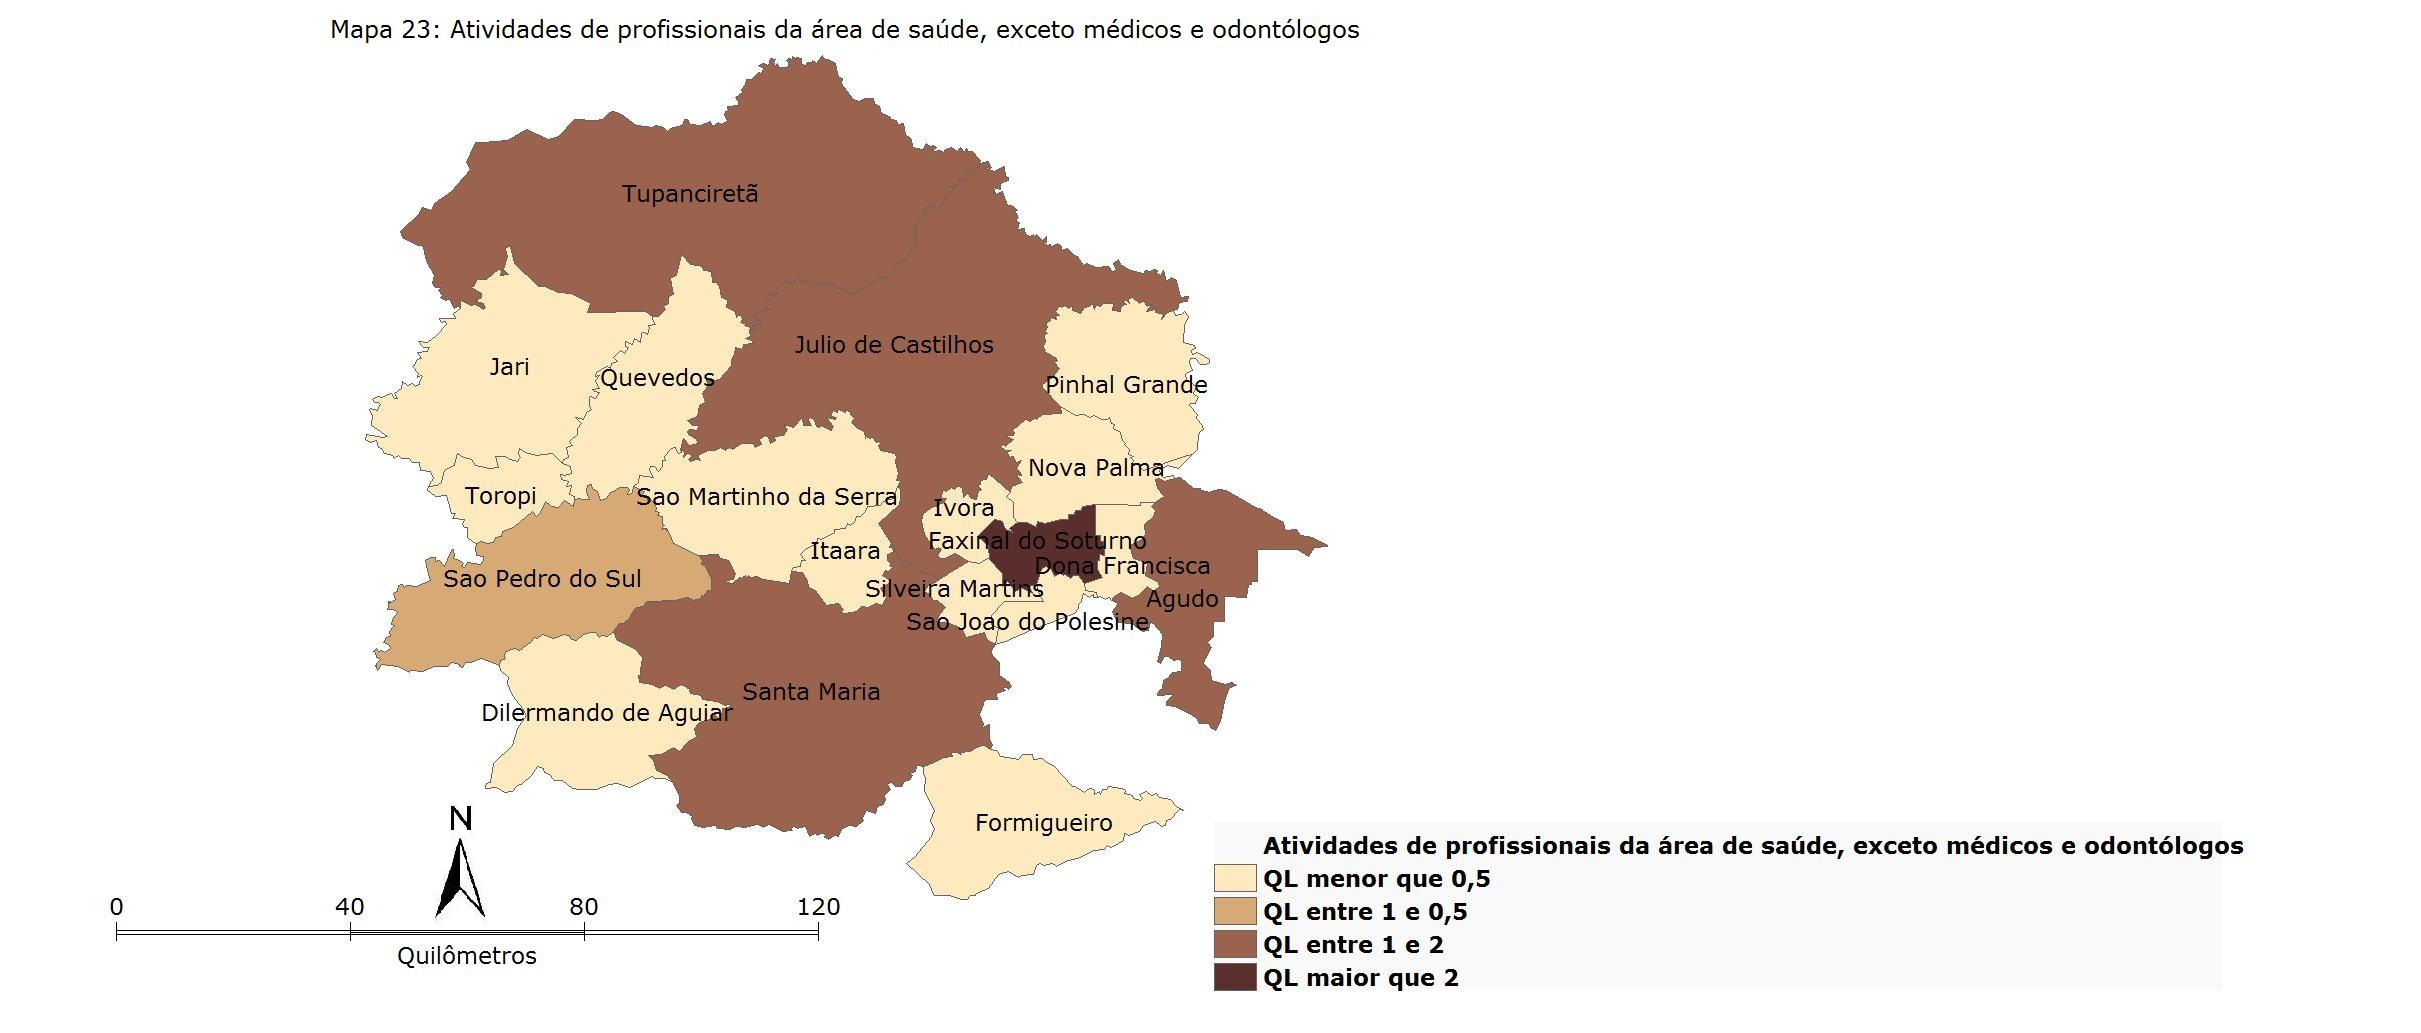 Mapa 23: Atividades de profissionais da área de saúde, exceto médicos e odontólogos
Tupanciretã
Julio de Castilhos
Jari
Quevedos
Pinhal Grande
Nova Palma
Toropi
Sao Martinho da Serra
Ivora
Faxinal do Soturno
Itaara
Dona Francisca
Sao Pedro do Sul
Silveira Martins
Agudo
Sao Joao do Polesine
Santa Maria
Dilermando de Aguiar
Formigueiro
N
0 40 80 120
Quilômetros
Atividades de profissionais da área de saúde, exceto médicos e odontólogos
QL menor que 0,5
QL entre 1 e 0,5
QL entre 1 e 2
QL maior que 2